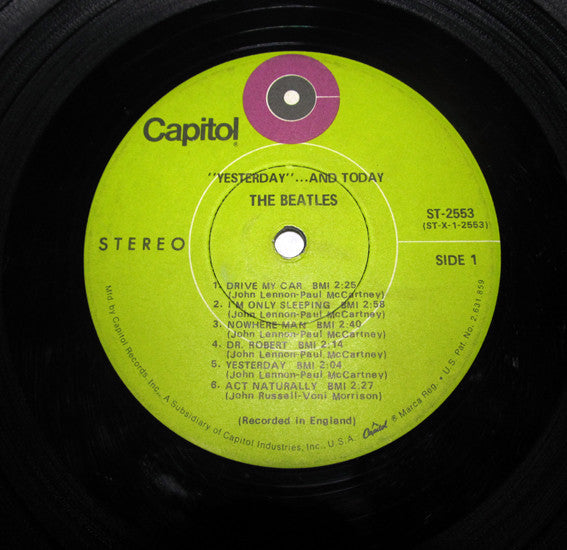 Capitol
"YESTERDAY"...AND TODAY
THE BEATLES
ST-2553
(ST-X-1-2553)
STEREO
SIDE 1
1. DRIVE MY CAR BMI 2:25
(John Lennon-Paul McCartney)
2. I'M ONLY SLEEPING BMI 2:58
(John Lennon-Paul McCartney)
3. NOWHERE MAN BMI 2:40
(John Lennon-Paul McCartney)
4. DR. ROBERT BMI 2:14
(John Lennon-Paul McCartney)
5. YESTERDAY BMI 2:04
(John Lennon-Paul McCartney)
6. ACT NATURALLY BMI 2:27
(John Russell-Voni Morrison)
(Recorded in England)
Mfd. by Capitol Records, Inc., A Subsidiary of Capitol Industries, Inc., U.S.A. Capitol ® Marca Reg. • U.S. Pat. No. 2,631,859